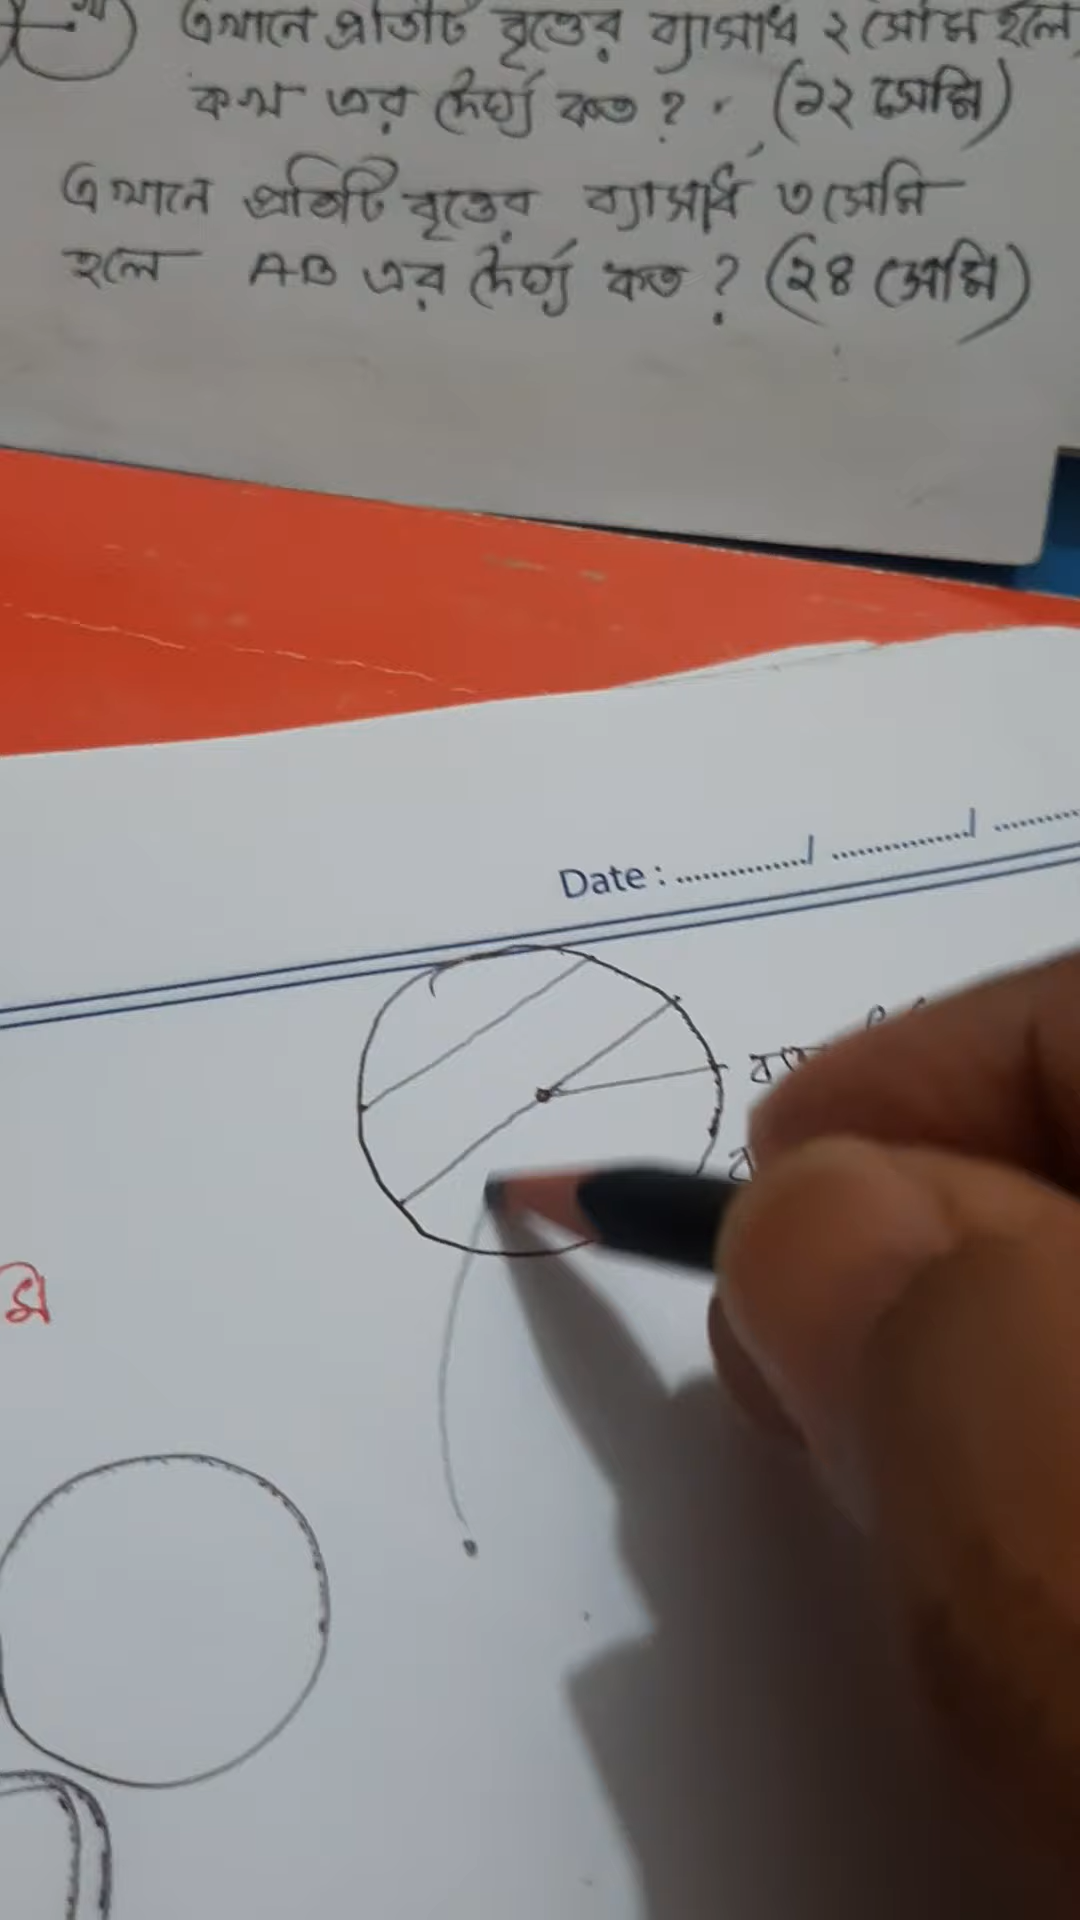 এখানে প্রতিটি বৃত্তের ব্যাসার্ধ ২ সেমি হলে,
কখ এর দৈর্ঘ্য কত ? (১২ সেমি)
এখানে প্রতিটি বৃত্তের ব্যাসার্ধ ৩ সেমি
হলে AB এর দৈর্ঘ্য কত ? (২৪ সেমি)
Date : ............../ ............../ ..........
মি